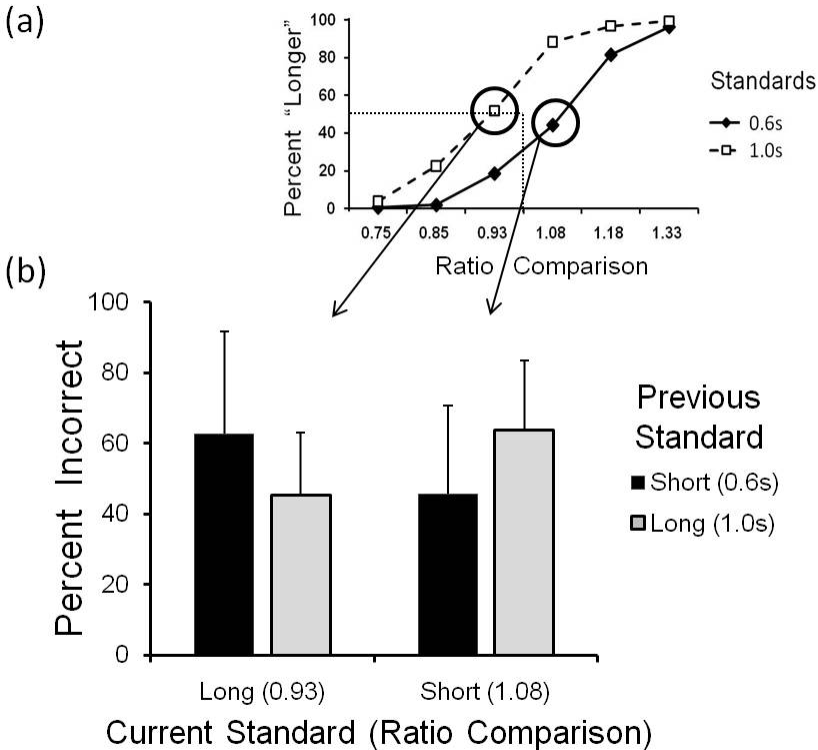 (a)
Percent "Longer"
100
80
60
40
20
0
0.75 0.85 0.93 1.08 1.18 1.33
Ratio Comparison
Standards
0.6s
1.0s
(b)
Percent Incorrect
100
80
60
40
20
0
Long (0.93) Short (1.08)
Current Standard (Ratio Comparison)
Previous
Standard
Short (0.6s)
Long (1.0s)